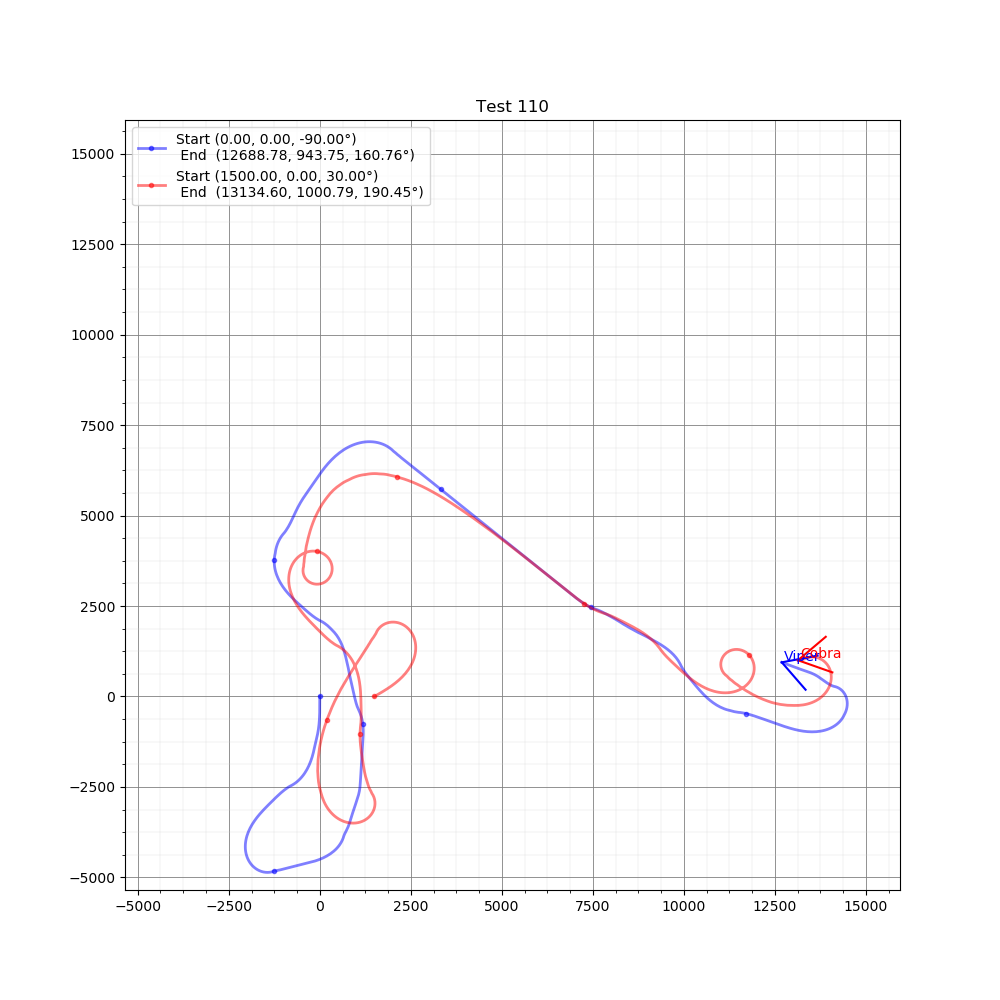 Test 110
Start (0.00, 0.00, -90.00°)
End (12688.78, 943.75, 160.76°)
Start (1500.00, 0.00, 30.00°)
End (13134.60, 1000.79, 190.45°)
15000
12500
10000
7500
5000
2500
0
−2500
−5000
Viper
Cobra
−5000 −2500 0 2500 5000 7500 10000 12500 15000